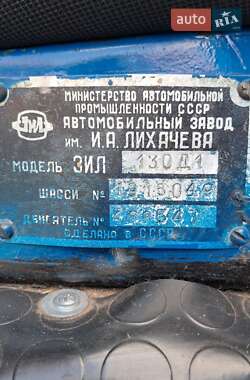 AUTO.RIA
ЗИЛ
МИНИСТЕРСТВО АВТОМОБИЛЬНОЙ
ПРОМЫШЛЕННОСТИ СССР
АВТОМОБИЛЬНЫЙ ЗАВОД
ИМ. И.А.ЛИХАЧЕВА
МОДЕЛЬ ЗИЛ 130Д1
ШАССИ №
ДВИГАТЕЛЬ №
СДЕЛАНО В СССР